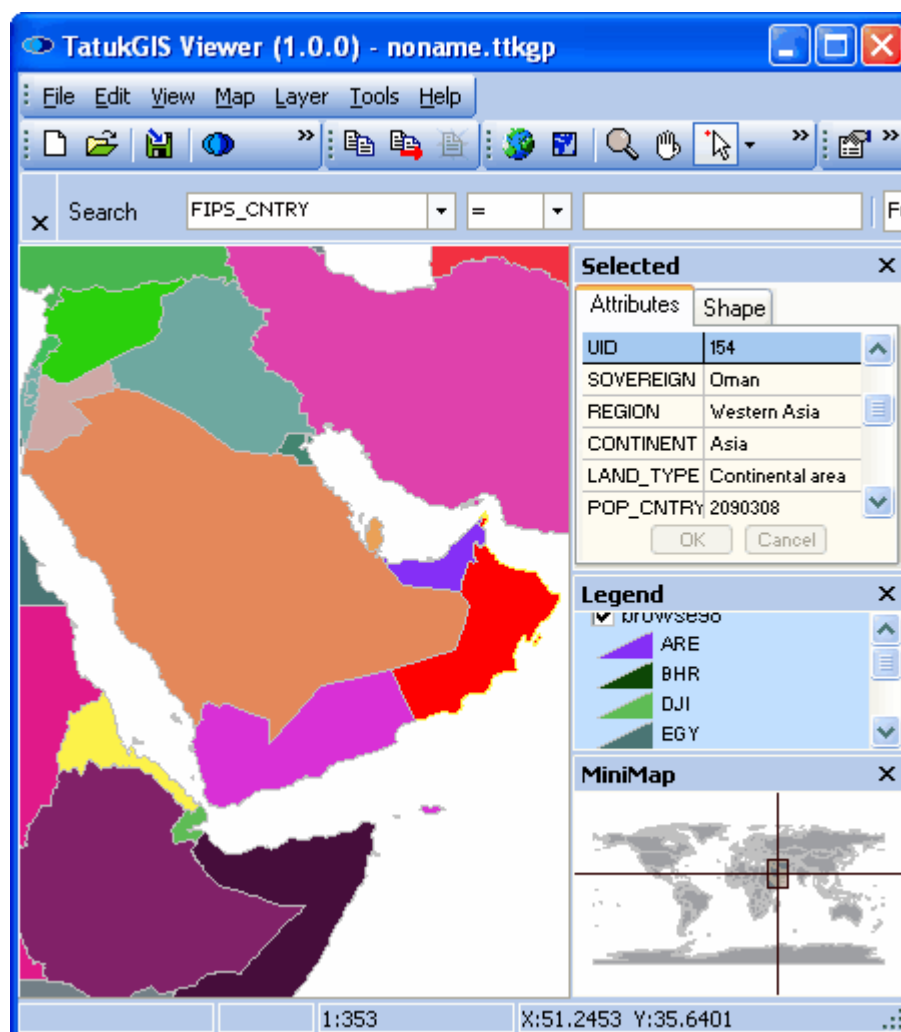 TatukGIS Viewer (1.0.0) - noname.ttkgp
File Edit View Map Layer Tools Help
Search FIPS_CNTRY =
Selected
Attributes Shape
UID 154
SOVEREIGN Oman
REGION Western Asia
CONTINENT Asia
LAND_TYPE Continental area
POP_CNTRY 2090308
OK Cancel
Legend
browse98
ARE
BHR
DJI
EGY
MiniMap
1:353 X:51.2453 Y:35.6401